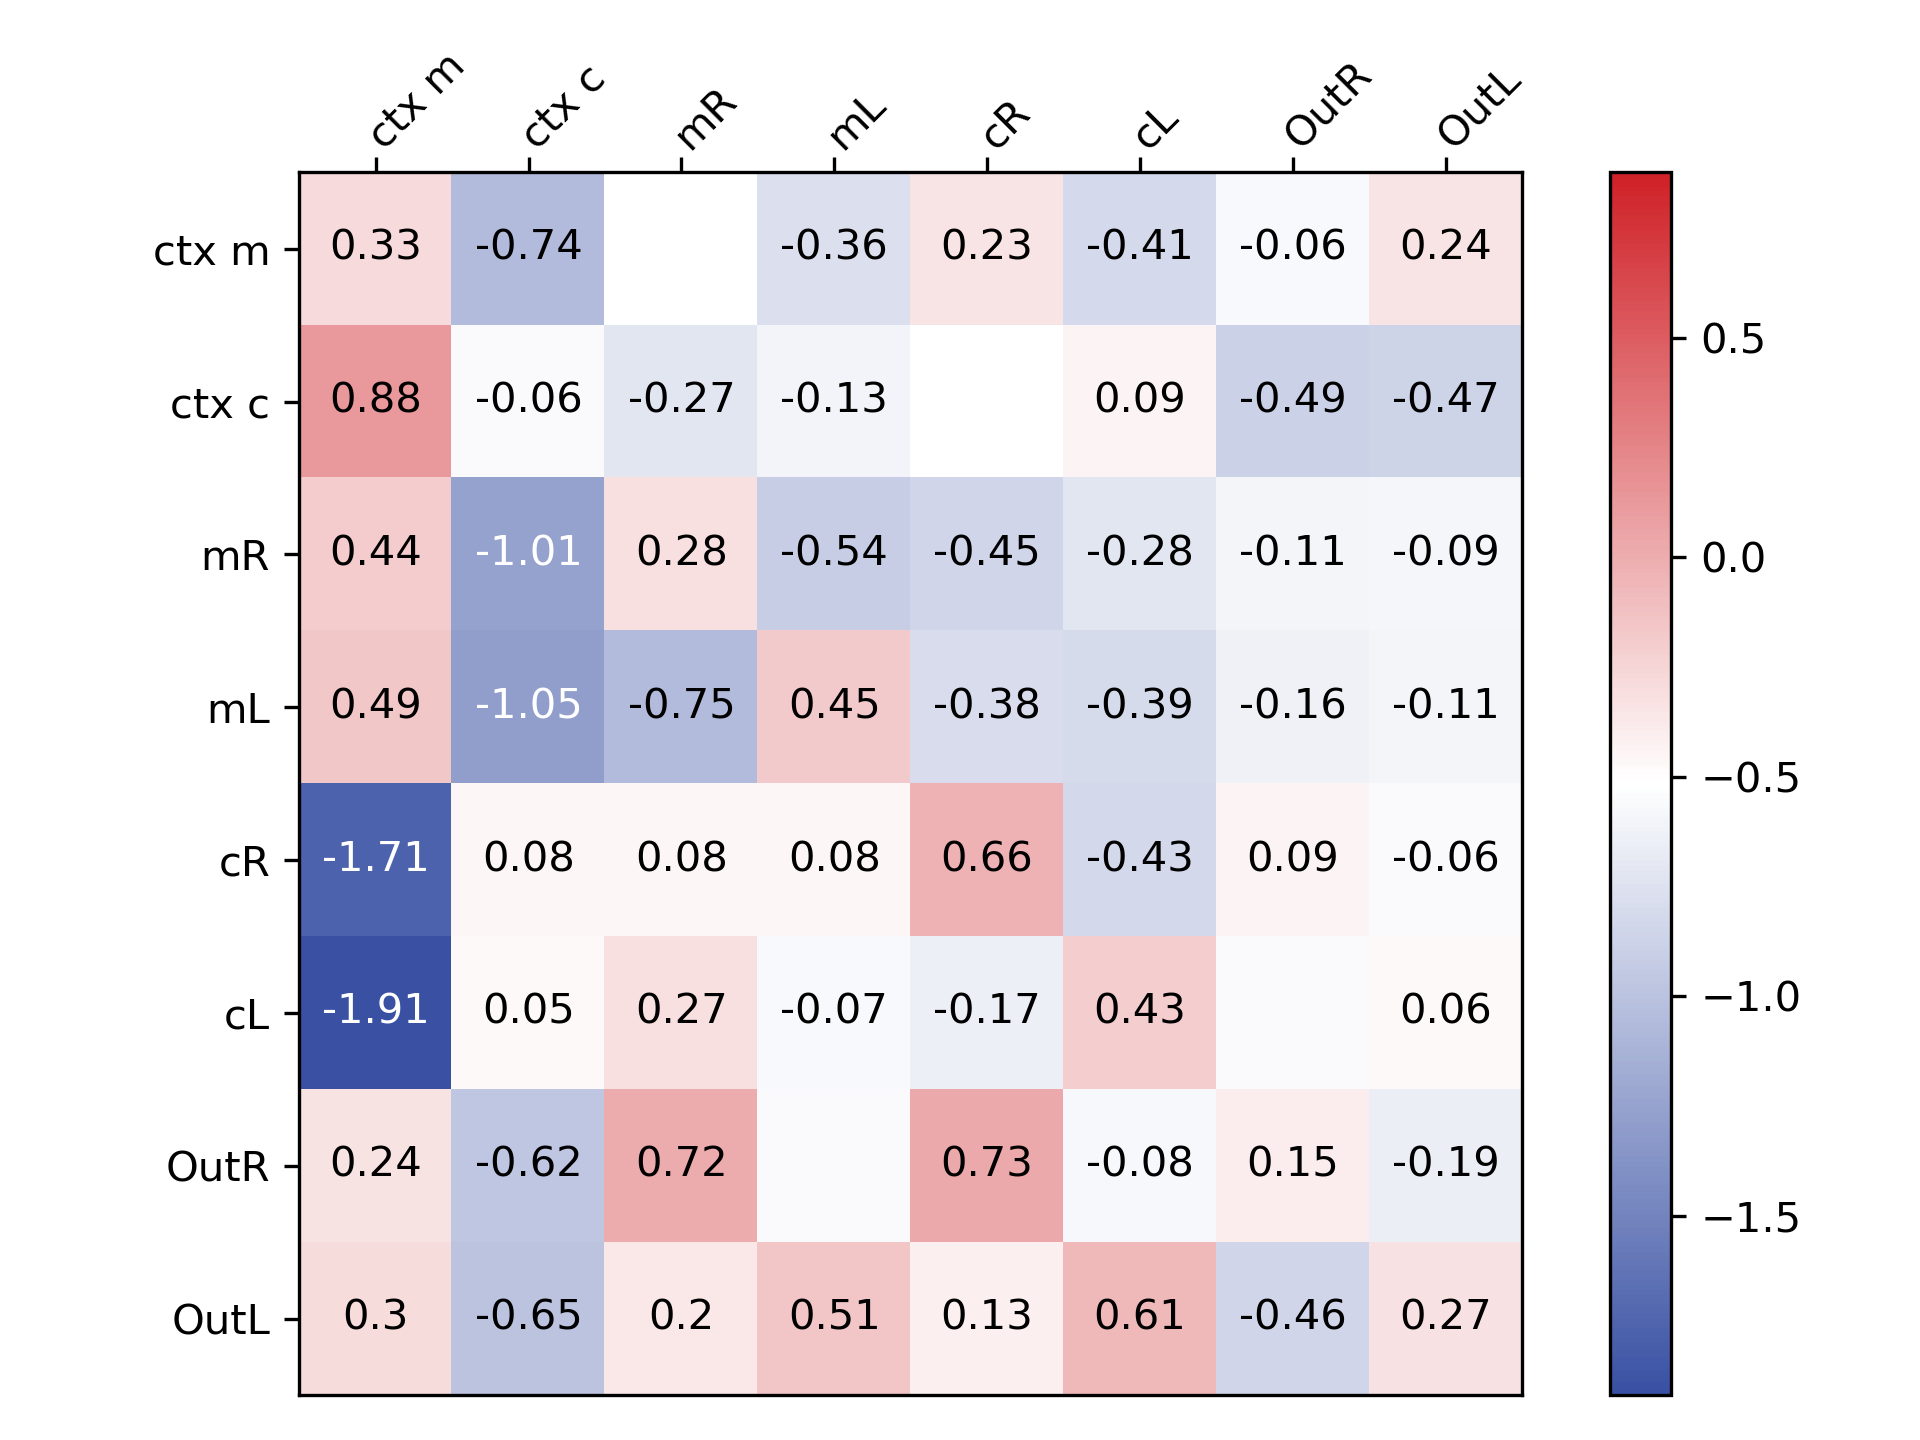 ctx m ctx c mR mL cR cL OutR OutL
ctx m 0.33 -0.74 -0.36 0.23 -0.41 -0.06 0.24
ctx c 0.88 -0.06 -0.27 -0.13 0.09 -0.49 -0.47
mR 0.44 -1.01 0.28 -0.54 -0.45 -0.28 -0.11 -0.09
mL 0.49 -1.05 -0.75 0.45 -0.38 -0.39 -0.16 -0.11
cR -1.71 0.08 0.08 0.08 0.66 -0.43 0.09 -0.06
cL -1.91 0.05 0.27 -0.07 -0.17 0.43 0.06
OutR 0.24 -0.62 0.72 0.73 -0.08 0.15 -0.19
OutL 0.3 -0.65 0.2 0.51 0.13 0.61 -0.46 0.27
0.5
0.0
−0.5
−1.0
−1.5